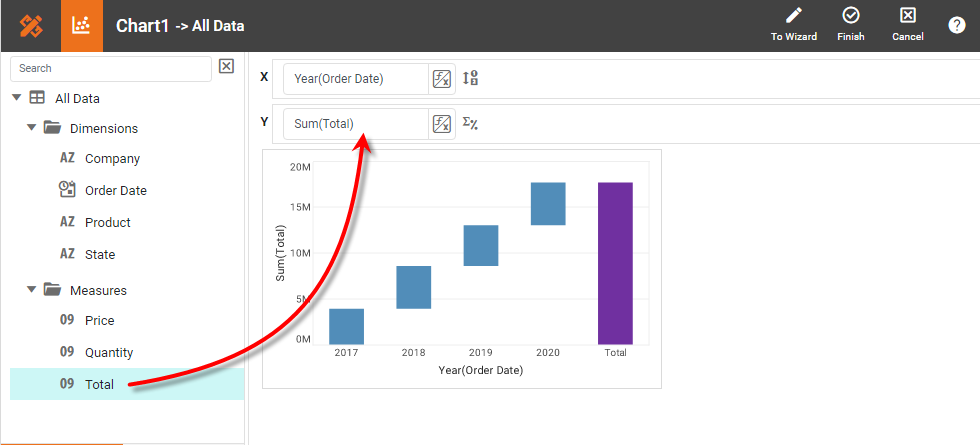 Chart1 -> All Data
To Wizard
Finish
Cancel
?
Search
All Data
Dimensions
AZ Company
Order Date
AZ Product
AZ State
Measures
09 Price
09 Quantity
09 Total
X Year(Order Date)
Y Sum(Total)
20M
15M
10M
5M
0M
Sum(Total)
2017 2018 2019 2020 Total
Year(Order Date)